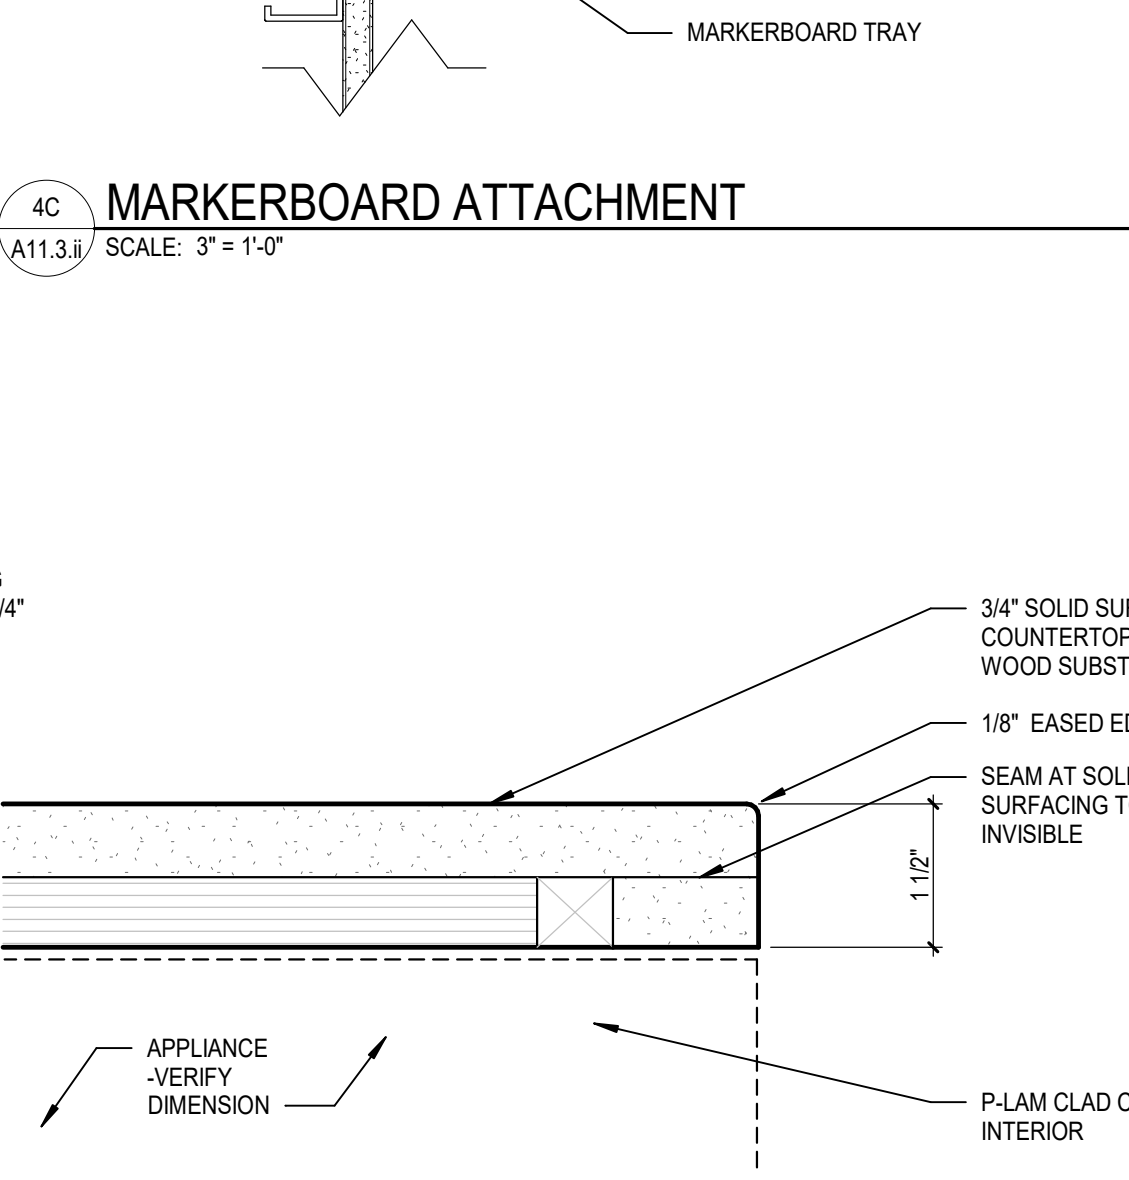 MARKERBOARD TRAY
4C
A11.3.ii
MARKERBOARD ATTACHMENT
SCALE: 3" = 1'-0"
/4"
3/4" SOLID SU
COUNTERTOP
WOOD SUBST
1/8" EASED E
SEAM AT SOL
SURFACING T
INVISIBLE
1 1/2"
APPLIANCE
-VERIFY
DIMENSION
P-LAM CLAD C
INTERIOR